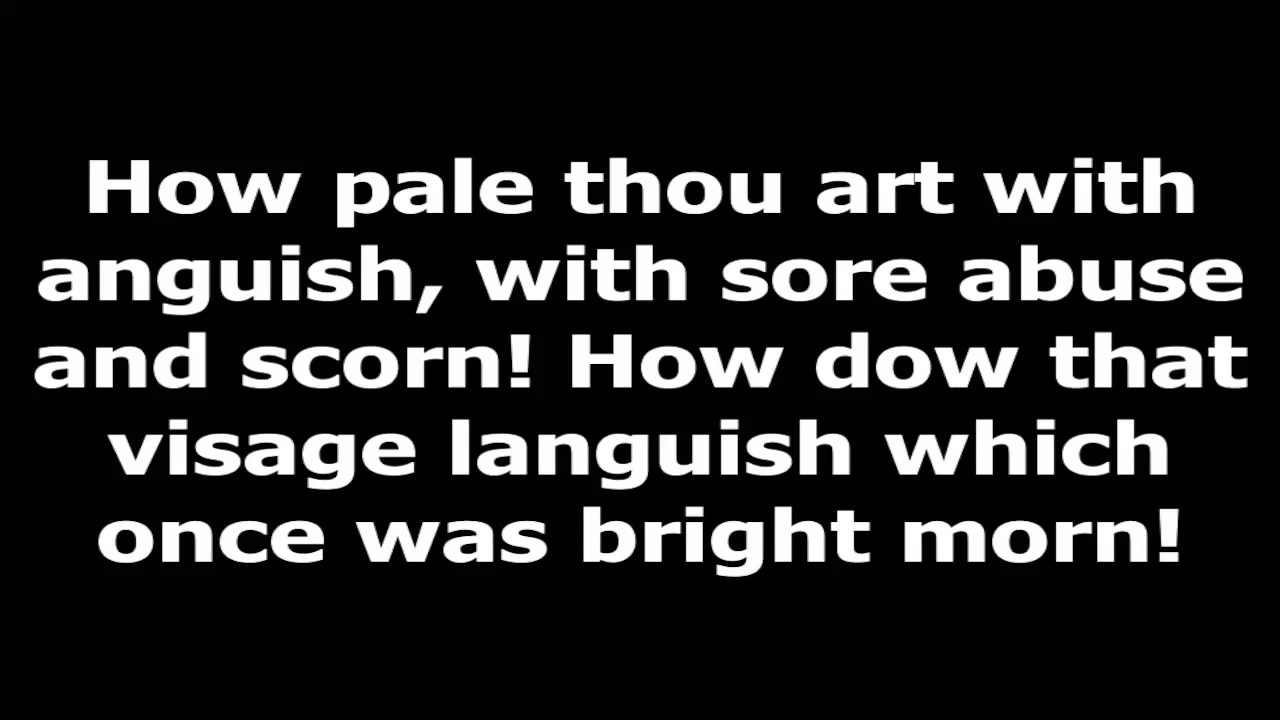 How pale thou art with
anguish, with sore abuse
and scorn! How dow that
visage languish which
once was bright morn!